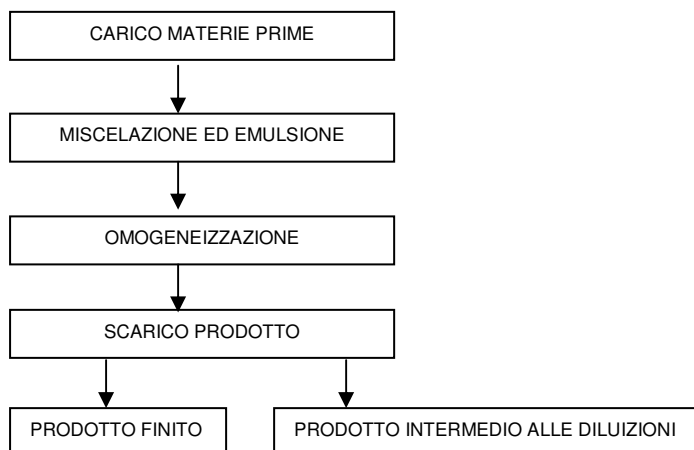 CARICO MATERIE PRIME
MISCELAZIONE ED EMULSIONE
OMOGENEIZZAZIONE
SCARICO PRODOTTO
PRODOTTO FINITO
PRODOTTO INTERMEDIO ALLE DILUIZIONI